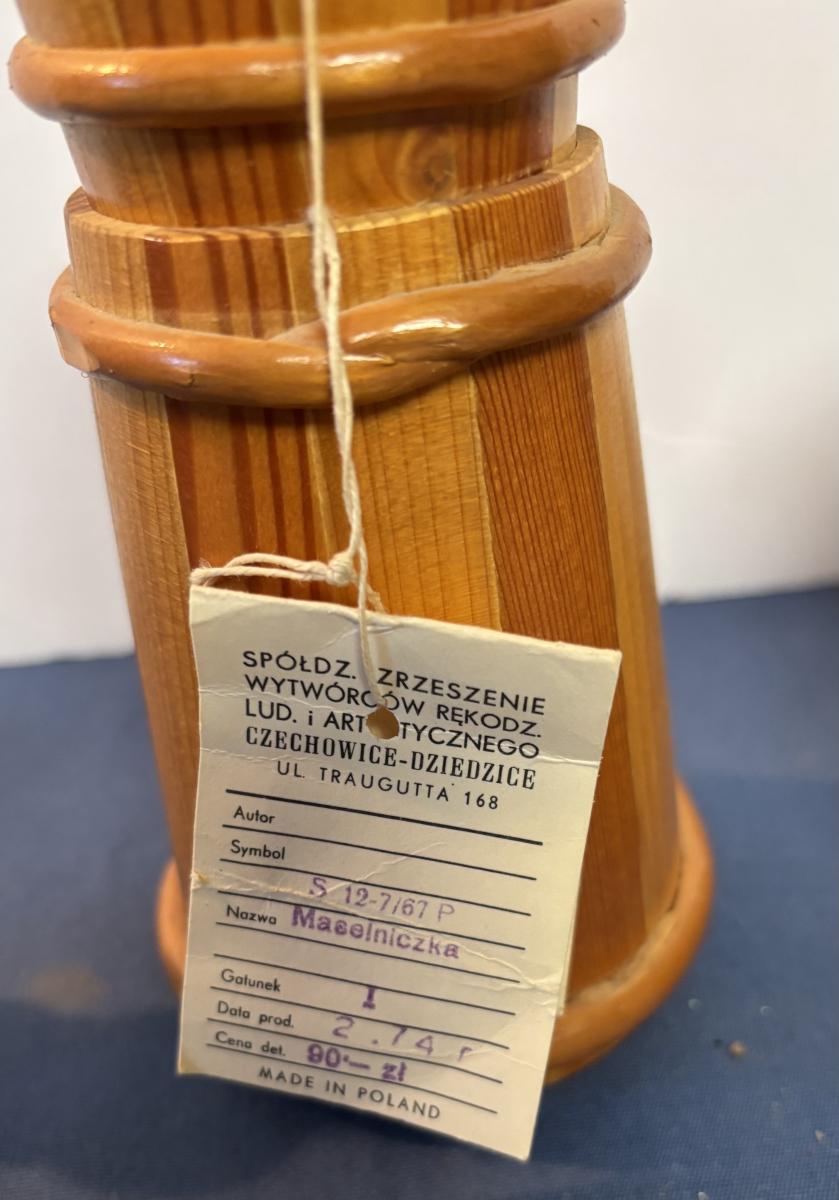 SPÓŁDZ. ZRZESZENIE
WYTWÓRCÓW RĘKODZ.
LUD. i ARTYSTYCZNEGO
CZECHOWICE-DZIEDZICE
UL. TRAUGUTTA 168
Autor
Symbol
S 12-7/67 P
Nazwa Maselniczka
Gatunek I
Data prod. 2.74 r
Cena det. 90·— zł
MADE IN POLAND